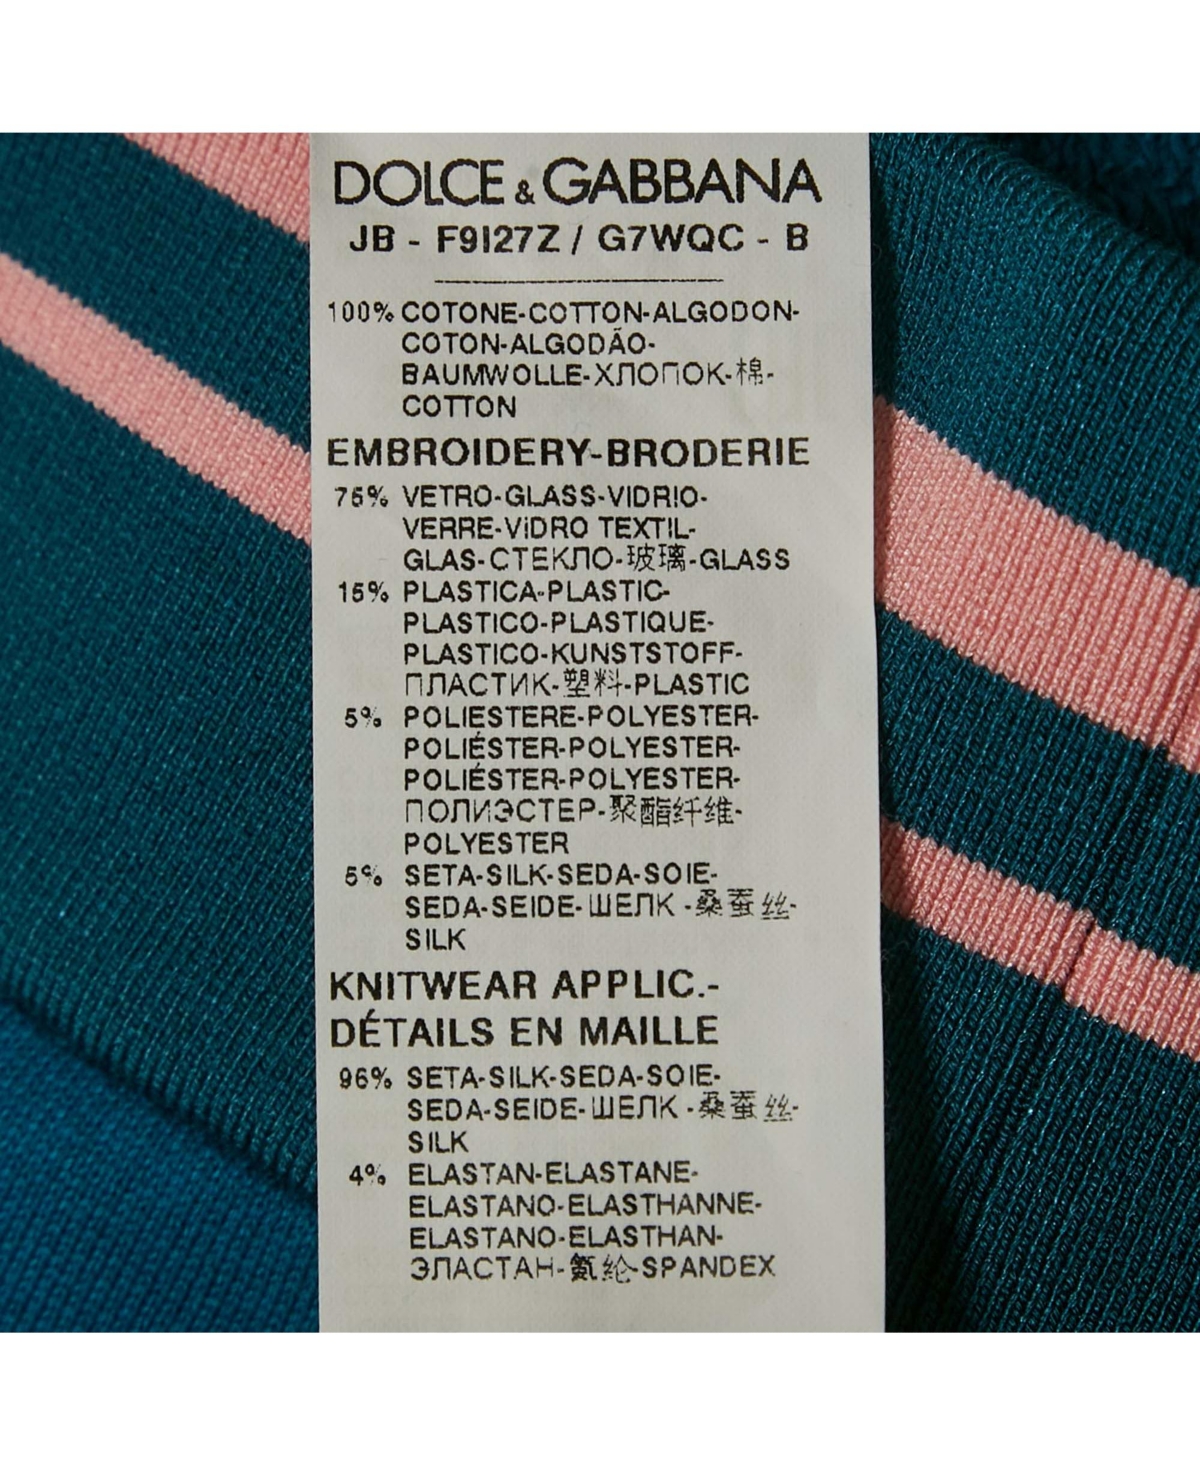 DOLCE & GABBANA
JB - F9I27Z / G7WQC - B
100% COTONE-COTTON-ALGODON-
COTON-ALGODÃO-
BAUMWOLLE-ХЛОПОК-棉-
COTTON
EMBROIDERY-BRODERIE
75% VETRO-GLASS-VIDRIO-
VERRE-VIDRO TEXTIL-
GLAS-СТЕКЛО-玻璃-GLASS
15% PLASTICA-PLASTIC-
PLASTICO-PLASTIQUE-
PLASTICO-KUNSTSTOFF-
ПЛАСТИК-塑料-PLASTIC
5% POLIESTERE-POLYESTER-
POLIÉSTER-POLYESTER-
POLIÉSTER-POLYESTER-
ПОЛИЭСТЕР-聚酯纤维-
POLYESTER
5% SETA-SILK-SEDA-SOIE-
SEDA-SEIDE-ШЕЛК -桑蚕丝-
SILK
KNITWEAR APPLIC.-
DÉTAILS EN MAILLE
96% SETA-SILK-SEDA-SOIE-
SEDA-SEIDE-ШЕЛК -桑蚕丝-
SILK
4% ELASTAN-ELASTANE-
ELASTANO-ELASTHANNE-
ELASTANO-ELASTHAN-
ЭЛАСТАН-氨纶-SPANDEX